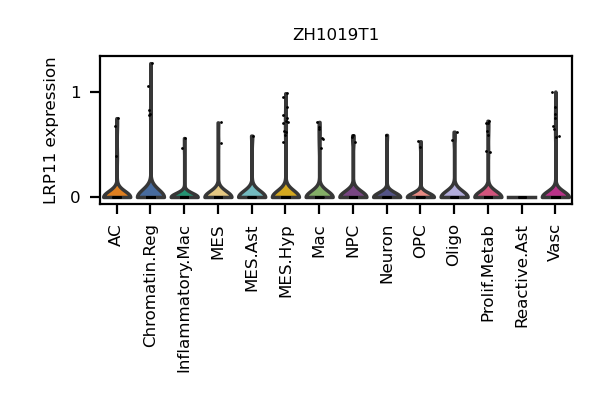 ZH1019T1
LRP11 expression
1
0
AC
Chromatin.Reg
Inflammatory.Mac
MES
MES.Ast
MES.Hyp
Mac
NPC
Neuron
OPC
Oligo
Prolif.Metab
Reactive.Ast
Vasc